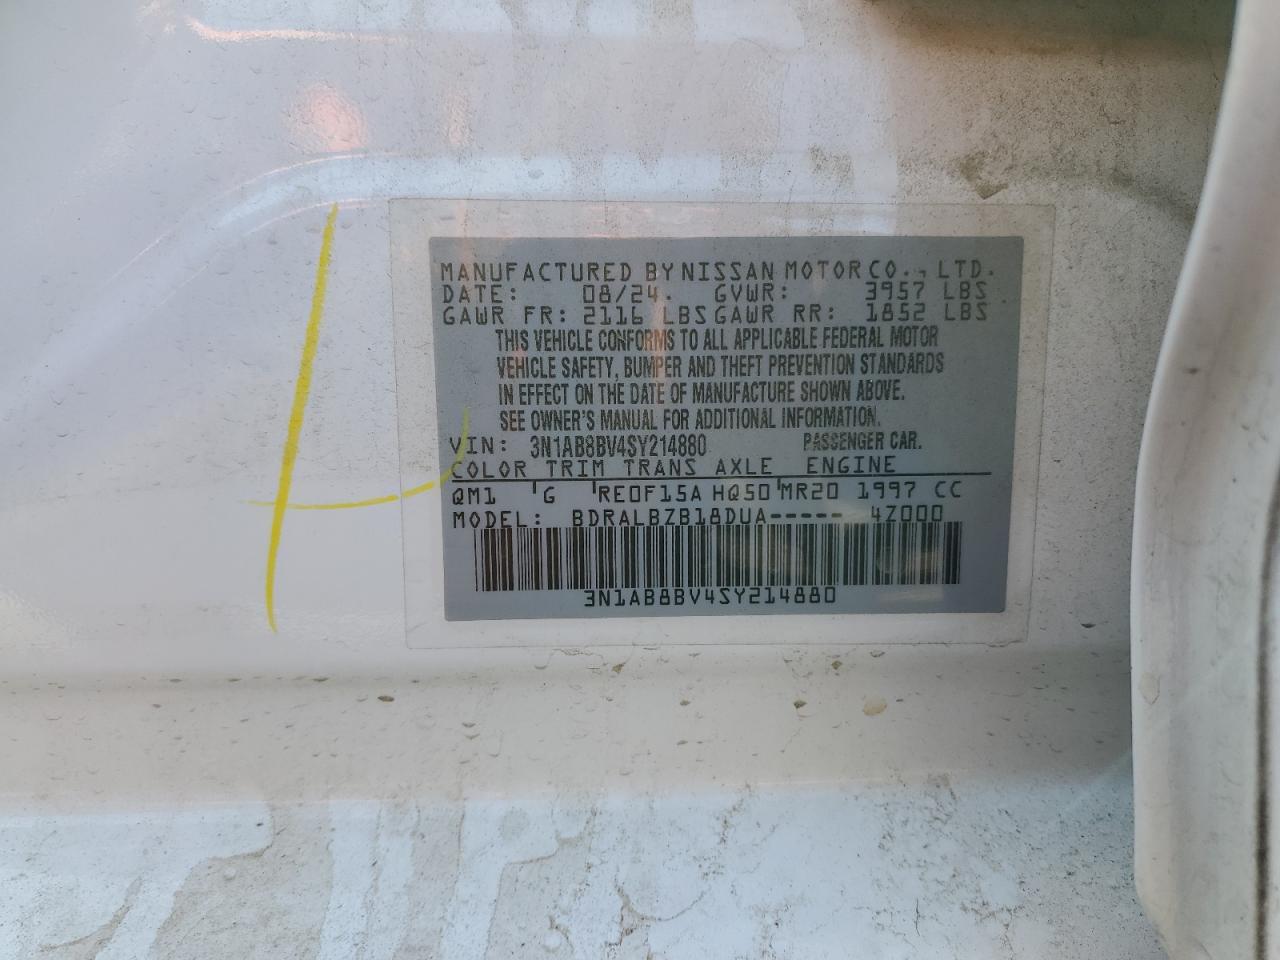 MANUFACTURED BY NISSAN MOTOR CO., LTD.
DATE: 08/24. GVWR: 3957 LBS
GAWR FR: 2116 LBS GAWR RR: 1852 LBS
THIS VEHICLE CONFORMS TO ALL APPLICABLE FEDERAL MOTOR
VEHICLE SAFETY, BUMPER AND THEFT PREVENTION STANDARDS
IN EFFECT ON THE DATE OF MANUFACTURE SHOWN ABOVE.
SEE OWNER'S MANUAL FOR ADDITIONAL INFORMATION.
VIN: 3N1AB8BV4SY214880 PASSENGER CAR.
COLOR TRIM TRANS AXLE ENGINE
QM1 G RE0F15A HQ50 MR20 1997 CC
MODEL: BDRALBZB18DUA----- 4Z000
3N1AB8BV4SY214880